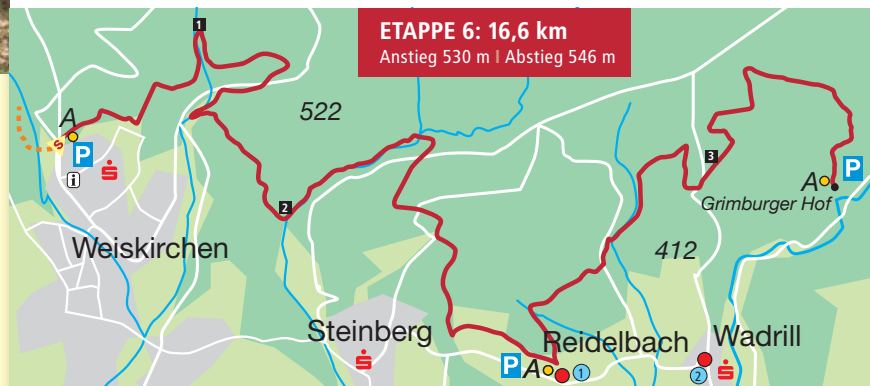 ETAPPE 6: 16,6 km
Anstieg 530 m | Abstieg 546 m
1
522
A
S
P
i
S
2
3
P
A
Grimburger Hof
Weiskirchen
412
Steinberg
S
Reidelbach
Wadrill
P
A
1
2
S